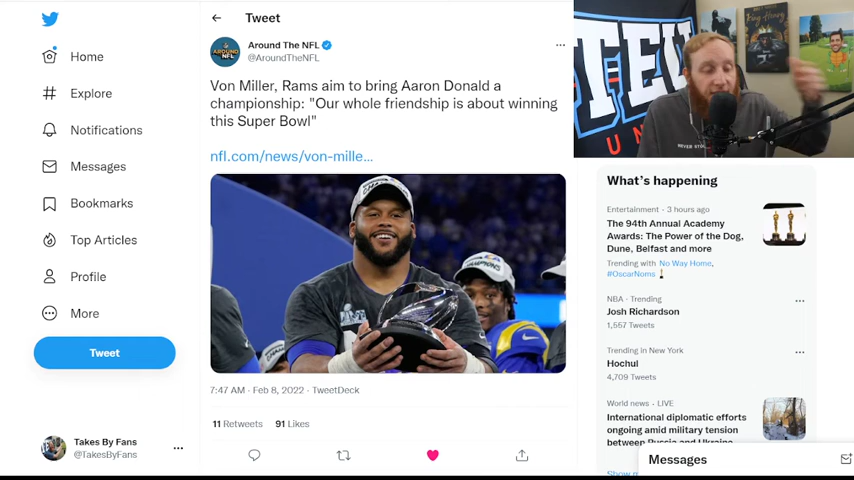 Tweet
Around The NFL
@AroundTheNFL
Von Miller, Rams aim to bring Aaron Donald a
championship: "Our whole friendship is about winning
this Super Bowl"
nfl.com/news/von-mille...
7:47 AM · Feb 8, 2022 · TweetDeck
11 Retweets 91 Likes
Home
Explore
Notifications
Messages
Bookmarks
Top Articles
Profile
More
Tweet
Takes By Fans
@TakesByFans
What's happening
Entertainment · 3 hours ago
The 94th Annual Academy
Awards: The Power of the Dog,
Dune, Belfast and more
Trending with No Way Home,
#OscarNoms
NBA · Trending
Josh Richardson
1,557 Tweets
Trending in New York
Hochul
4,709 Tweets
World news · LIVE
International diplomatic efforts
ongoing amid military tension
between Russia and Ukraine
Show
Messages